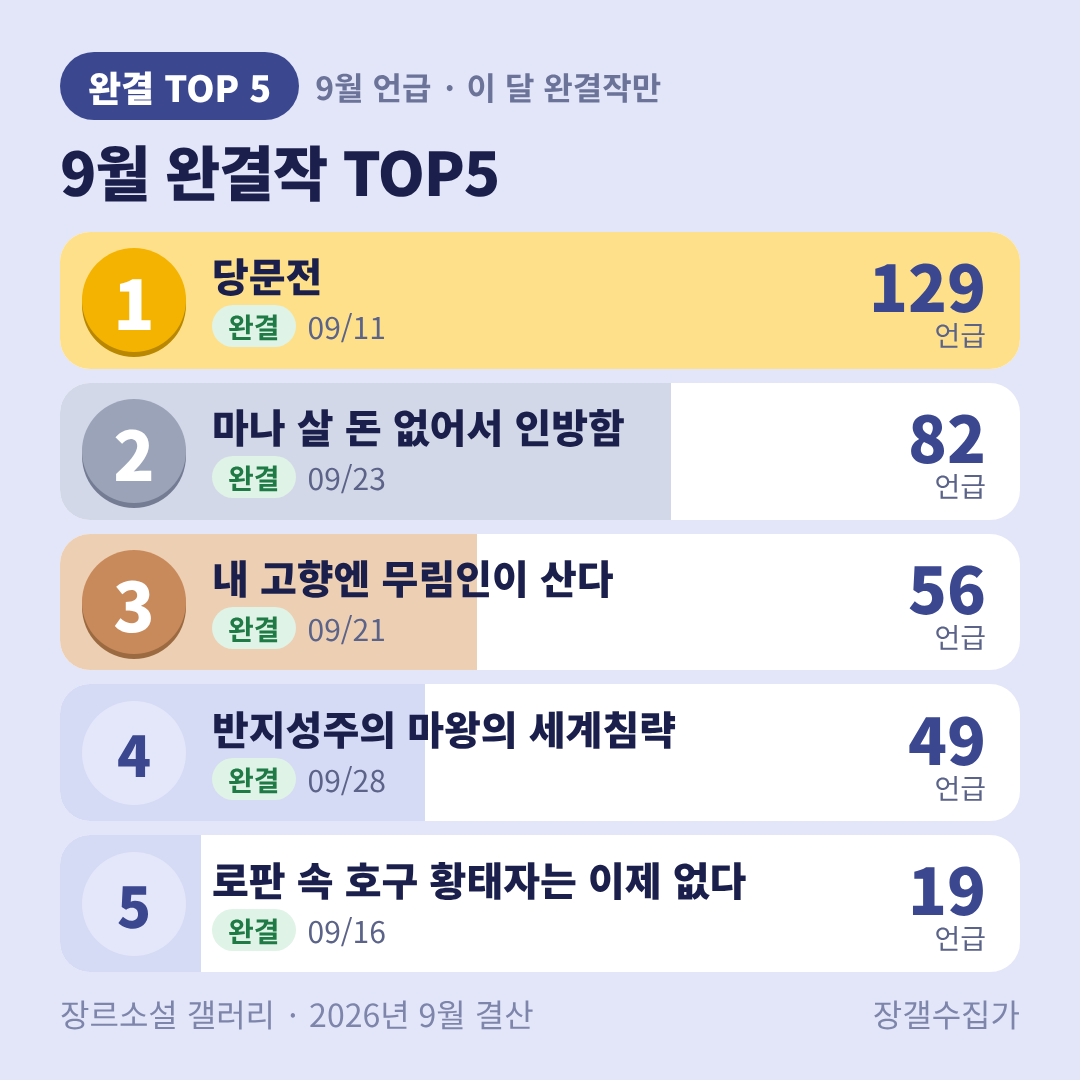 완결 TOP 5 9월 언급 · 이 달 완결작만
9월 완결작 TOP5
1 당문전 129
완결 09/11 언급
2 마나 살 돈 없어서 인방함 82
완결 09/23 언급
3 내 고향엔 무림인이 산다 56
완결 09/21 언급
4 반지성주의 마왕의 세계침략 49
완결 09/28 언급
5 로판 속 호구 황태자는 이제 없다 19
완결 09/16 언급
장르소설 갤러리 · 2026년 9월 결산 장갤수집가